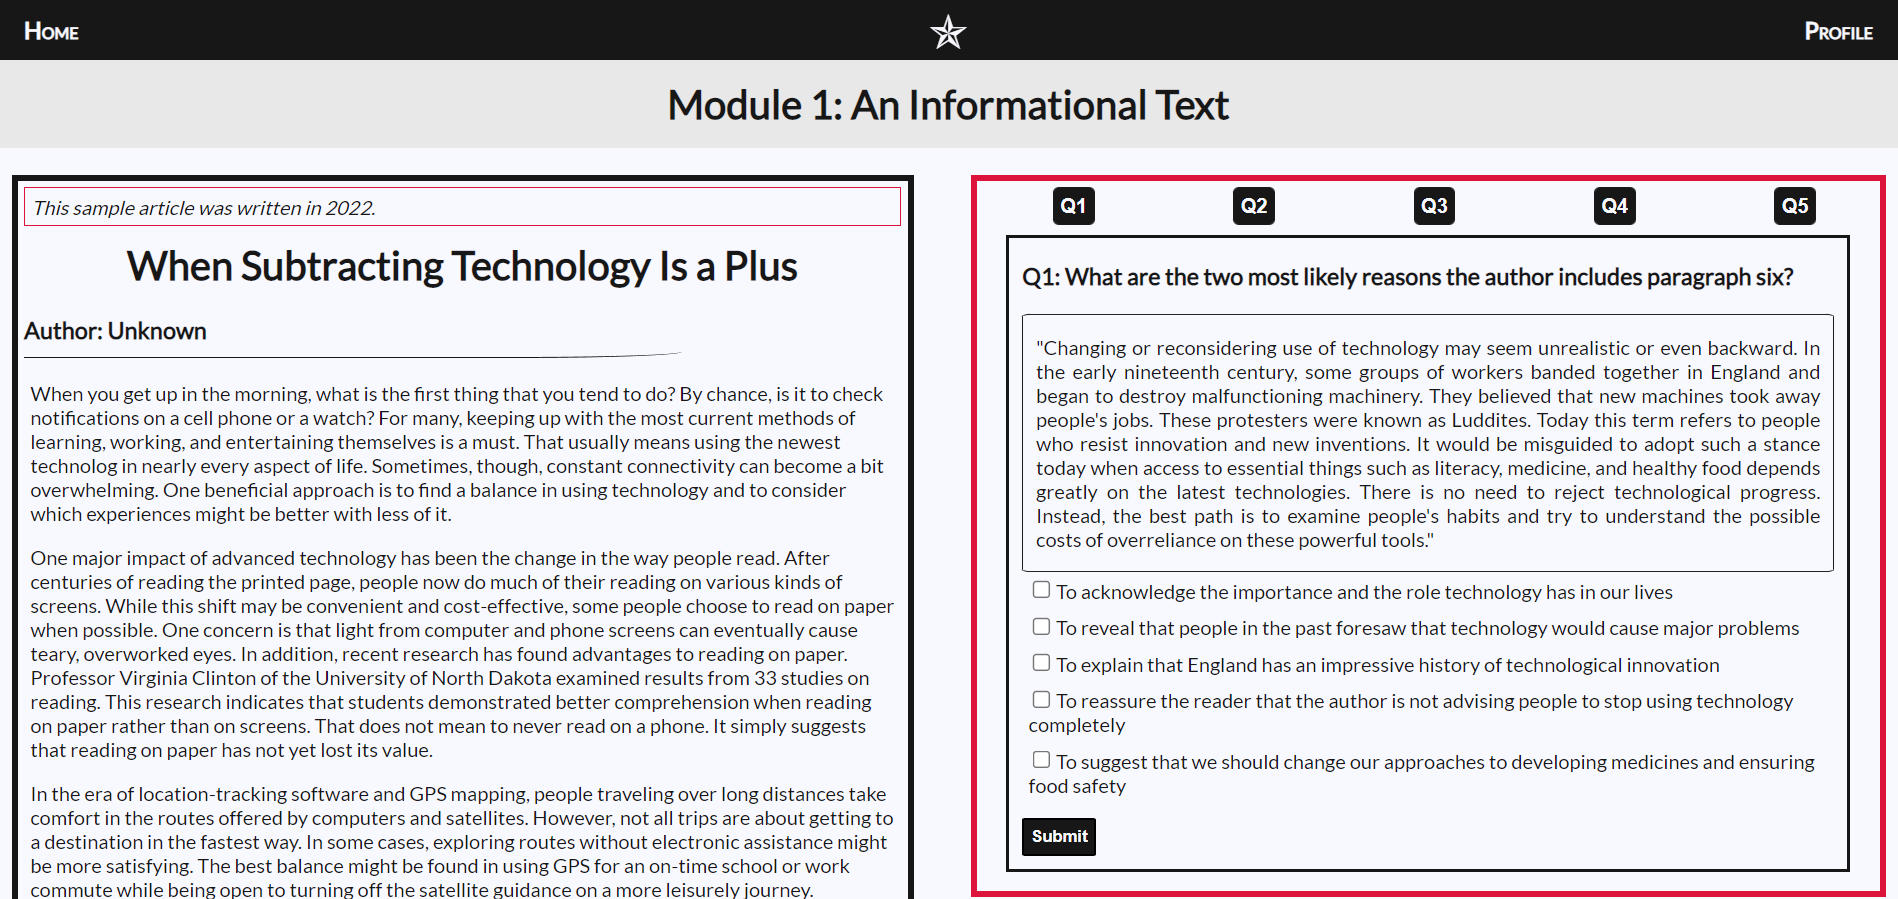 Home
Profile
Module 1: An Informational Text
This sample article was written in 2022.
When Subtracting Technology Is a Plus
Author: Unknown
When you get up in the morning, what is the first thing that you tend to do? By chance, is it to check
notifications on a cell phone or a watch? For many, keeping up with the most current methods of
learning, working, and entertaining themselves is a must. That usually means using the newest
technolog in nearly every aspect of life. Sometimes, though, constant connectivity can become a bit
overwhelming. One beneficial approach is to find a balance in using technology and to consider
which experiences might be better with less of it.
One major impact of advanced technology has been the change in the way people read. After
centuries of reading the printed page, people now do much of their reading on various kinds of
screens. While this shift may be convenient and cost-effective, some people choose to read on paper
when possible. One concern is that light from computer and phone screens can eventually cause
teary, overworked eyes. In addition, recent research has found advantages to reading on paper.
Professor Virginia Clinton of the University of North Dakota examined results from 33 studies on
reading. This research indicates that students demonstrated better comprehension when reading
on paper rather than on screens. That does not mean to never read on a phone. It simply suggests
that reading on paper has not yet lost its value.
In the era of location-tracking software and GPS mapping, people traveling over long distances take
comfort in the routes offered by computers and satellites. However, not all trips are about getting to
a destination in the fastest way. In some cases, exploring routes without electronic assistance might
be more satisfying. The best balance might be found in using GPS for an on-time school or work
commute while being open to turning off the satellite guidance on a more leisurely journey.
Q1
Q2
Q3
Q4
Q5
Q1: What are the two most likely reasons the author includes paragraph six?
"Changing or reconsidering use of technology may seem unrealistic or even backward. In
the early nineteenth century, some groups of workers banded together in England and
began to destroy malfunctioning machinery. They believed that new machines took away
people's jobs. These protesters were known as Luddites. Today this term refers to people
who resist innovation and new inventions. It would be misguided to adopt such a stance
today when access to essential things such as literacy, medicine, and healthy food depends
greatly on the latest technologies. There is no need to reject technological progress.
Instead, the best path is to examine people's habits and try to understand the possible
costs of overreliance on these powerful tools."
To acknowledge the importance and the role technology has in our lives
To reveal that people in the past foresaw that technology would cause major problems
To explain that England has an impressive history of technological innovation
To reassure the reader that the author is not advising people to stop using technology
completely
To suggest that we should change our approaches to developing medicines and ensuring
food safety
Submit